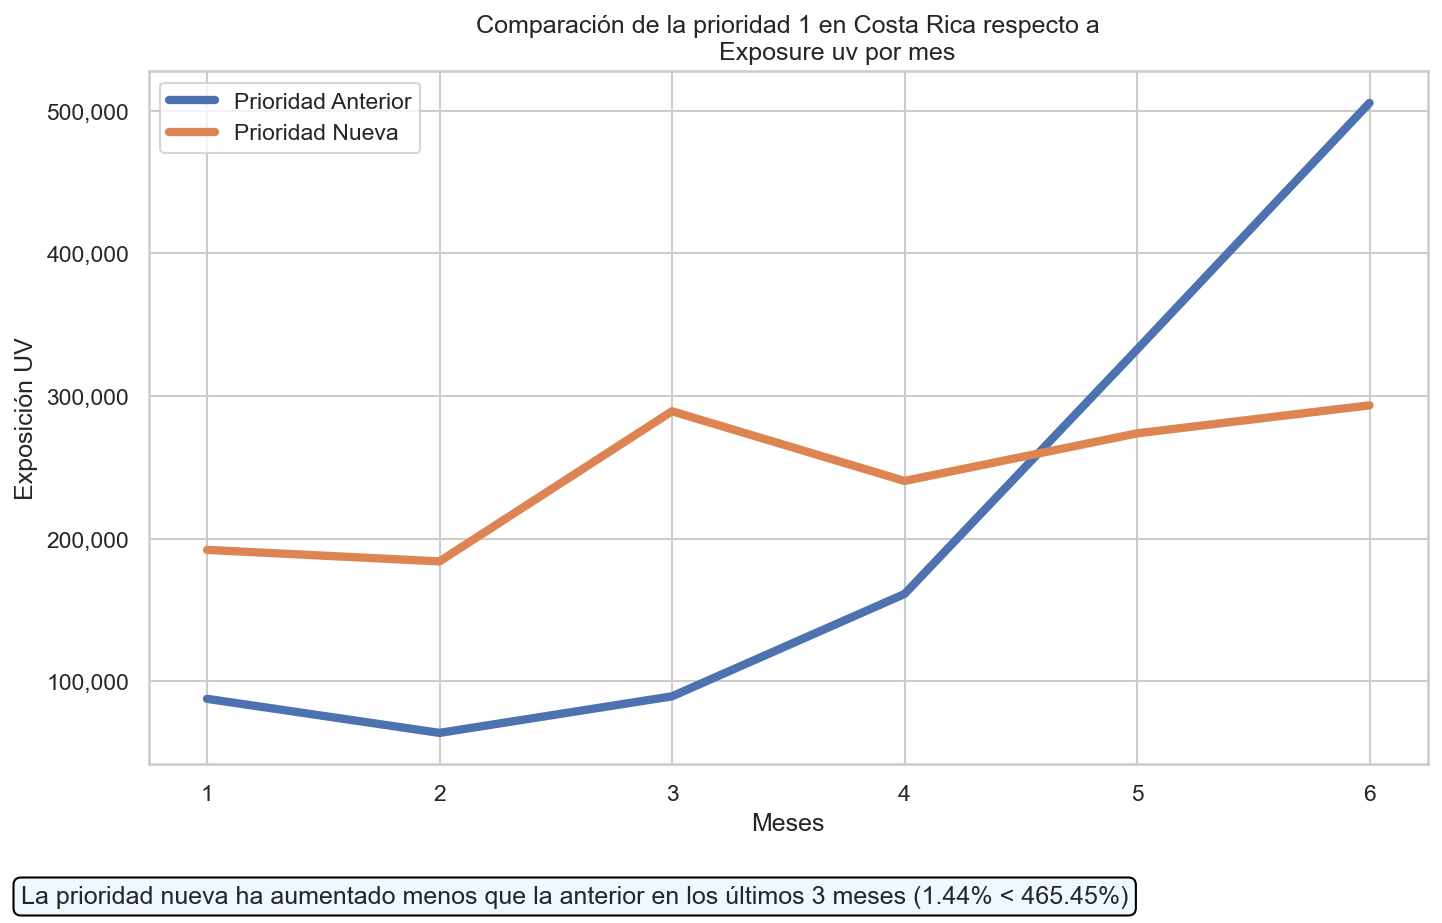 Comparación de la prioridad 1 en Costa Rica respecto a
Exposure uv por mes
Prioridad Anterior
Prioridad Nueva
500,000
400,000
300,000
200,000
100,000
Exposición UV
1 2 3 4 5 6
Meses
La prioridad nueva ha aumentado menos que la anterior en los últimos 3 meses (1.44% < 465.45%)